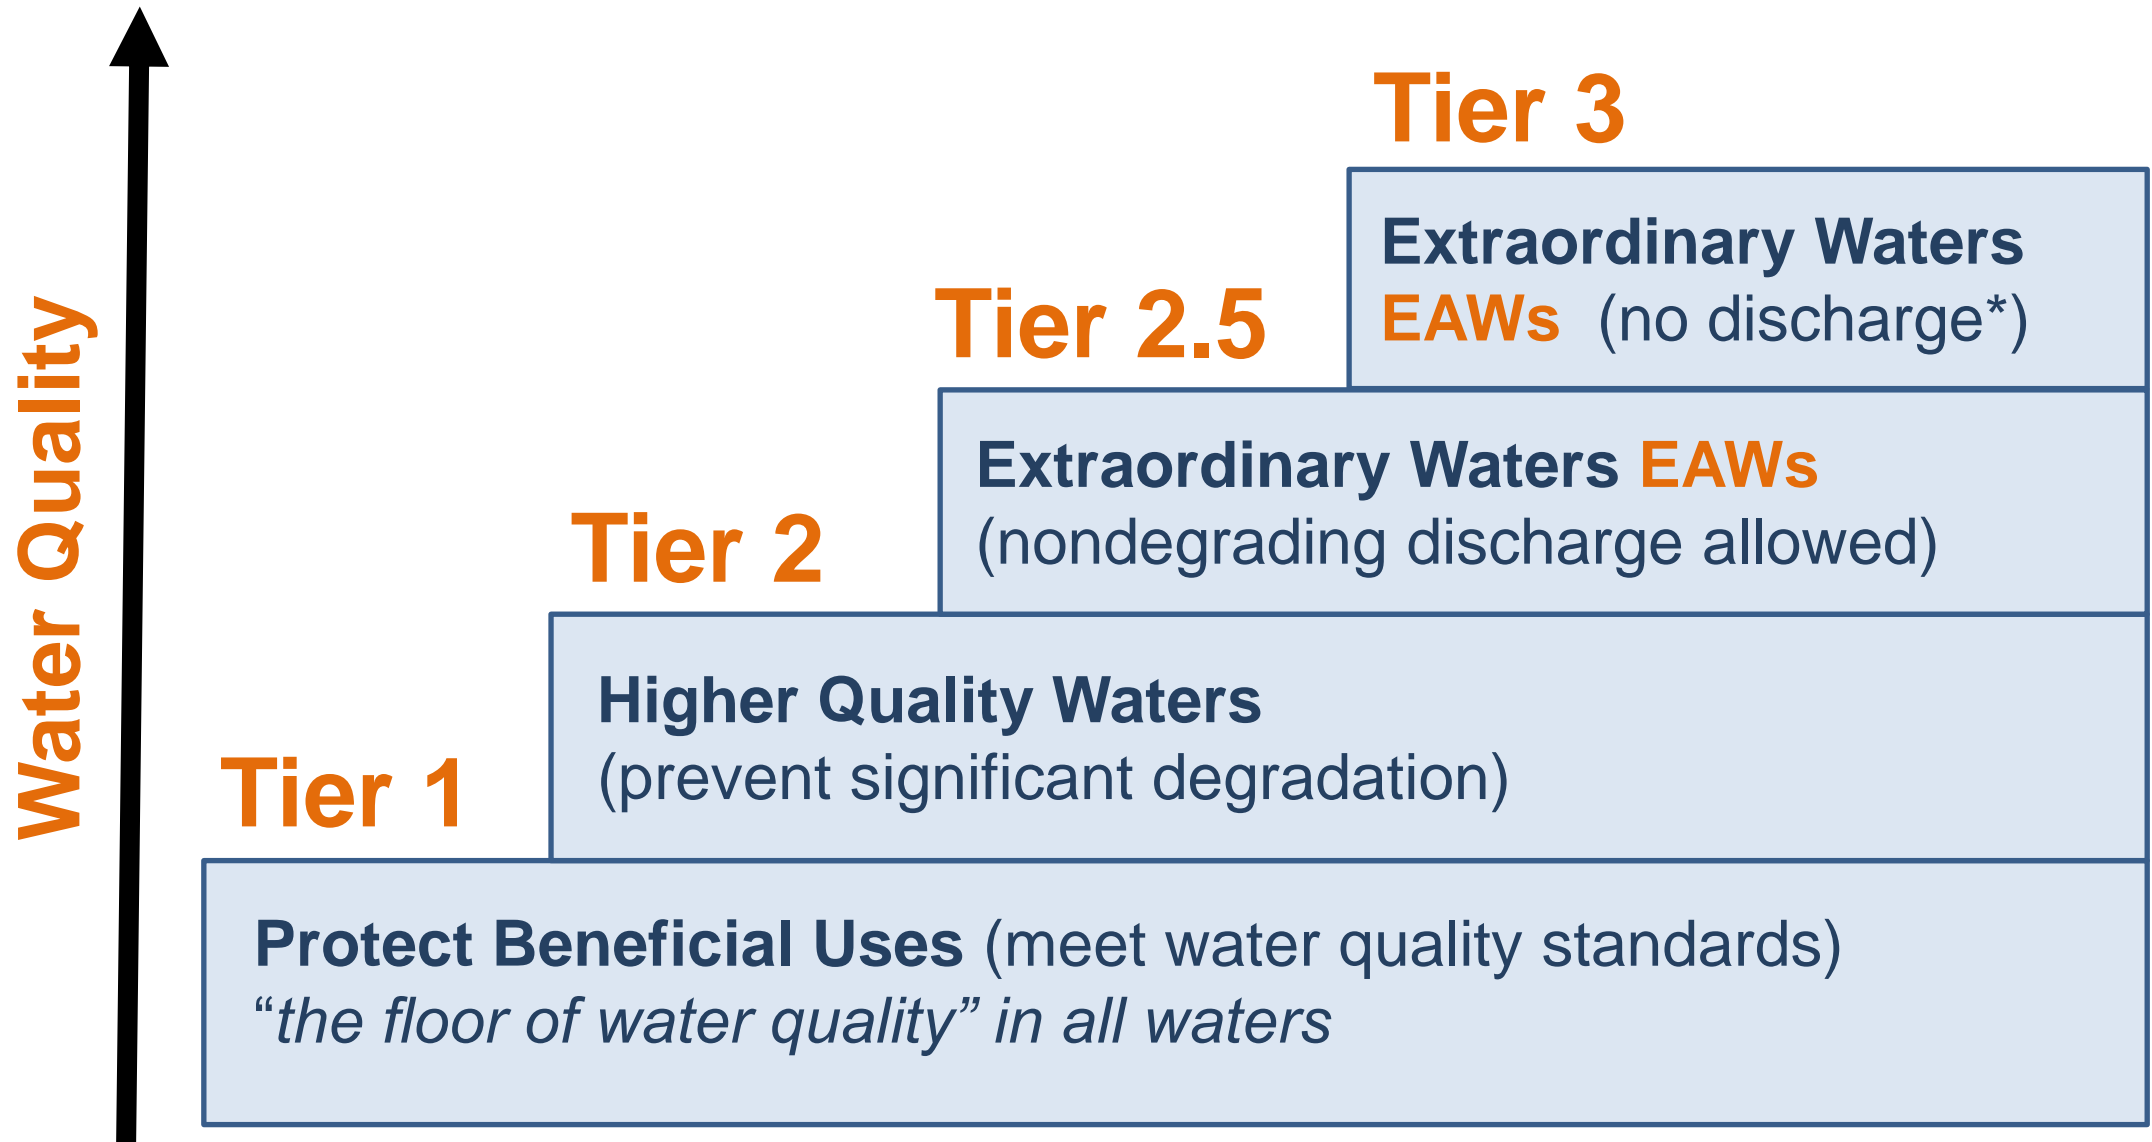 Water Quality
Tier 3
Extraordinary Waters
EAWs (no discharge*)
Tier 2.5
Extraordinary Waters EAWs
(nondegrading discharge allowed)
Tier 2
Higher Quality Waters
(prevent significant degradation)
Tier 1
Protect Beneficial Uses (meet water quality standards)
“the floor of water quality” in all waters